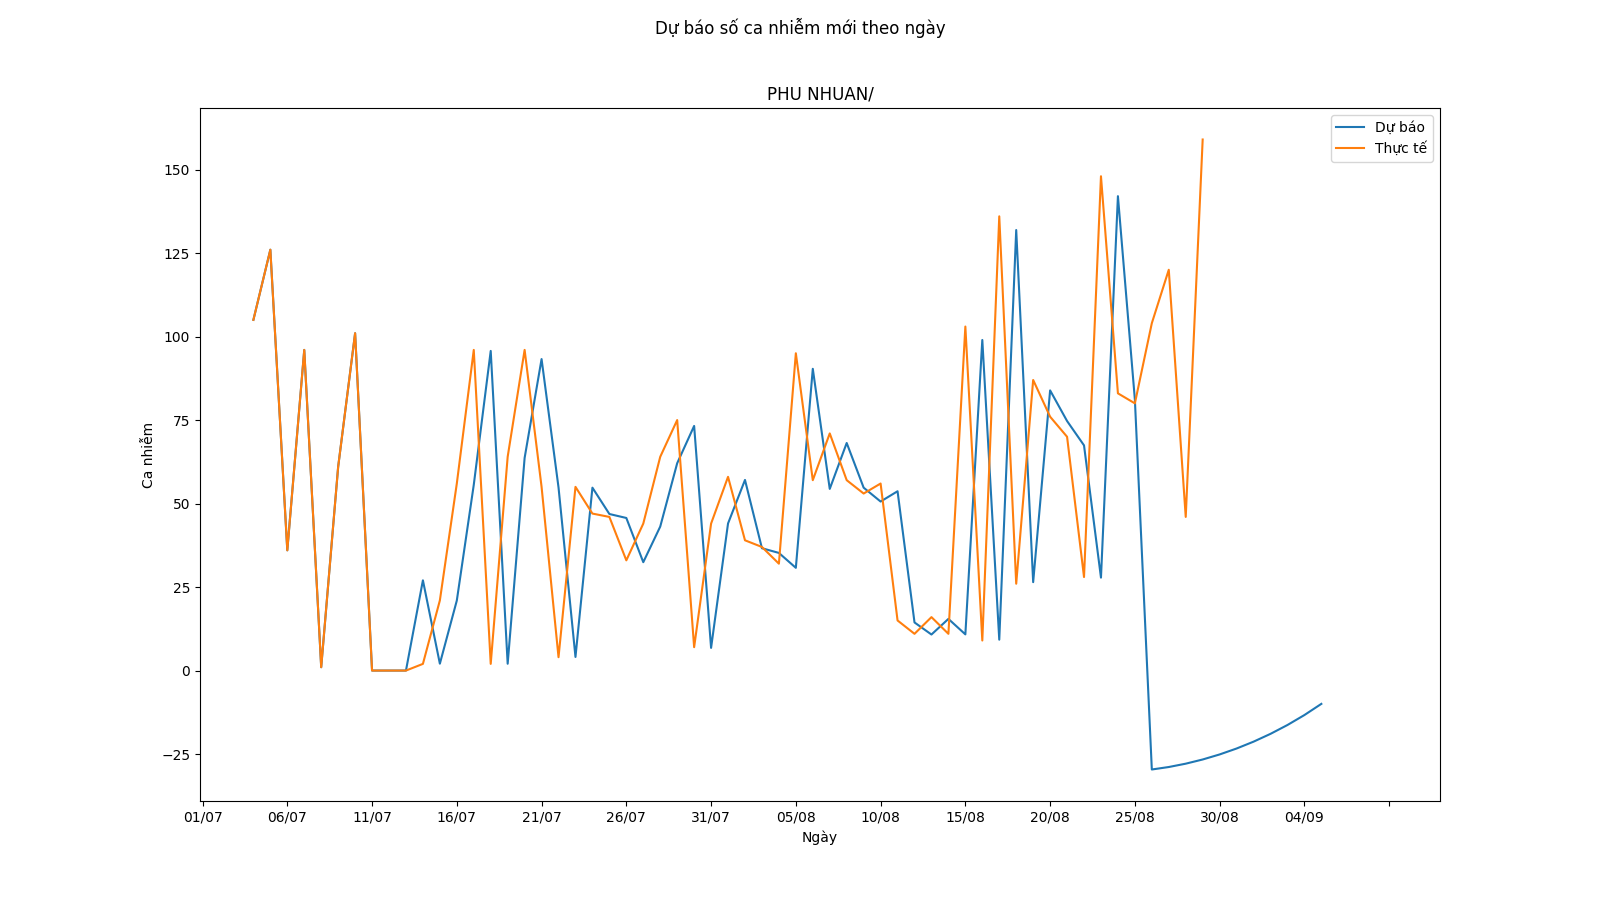 Dự báo số ca nhiễm mới theo ngày
PHU NHUAN/
Dự báo
Thực tế
150
125
100
75
50
25
0
−25
Ca nhiễm
01/07 06/07 11/07 16/07 21/07 26/07 31/07 05/08 10/08 15/08 20/08 25/08 30/08 04/09
Ngày